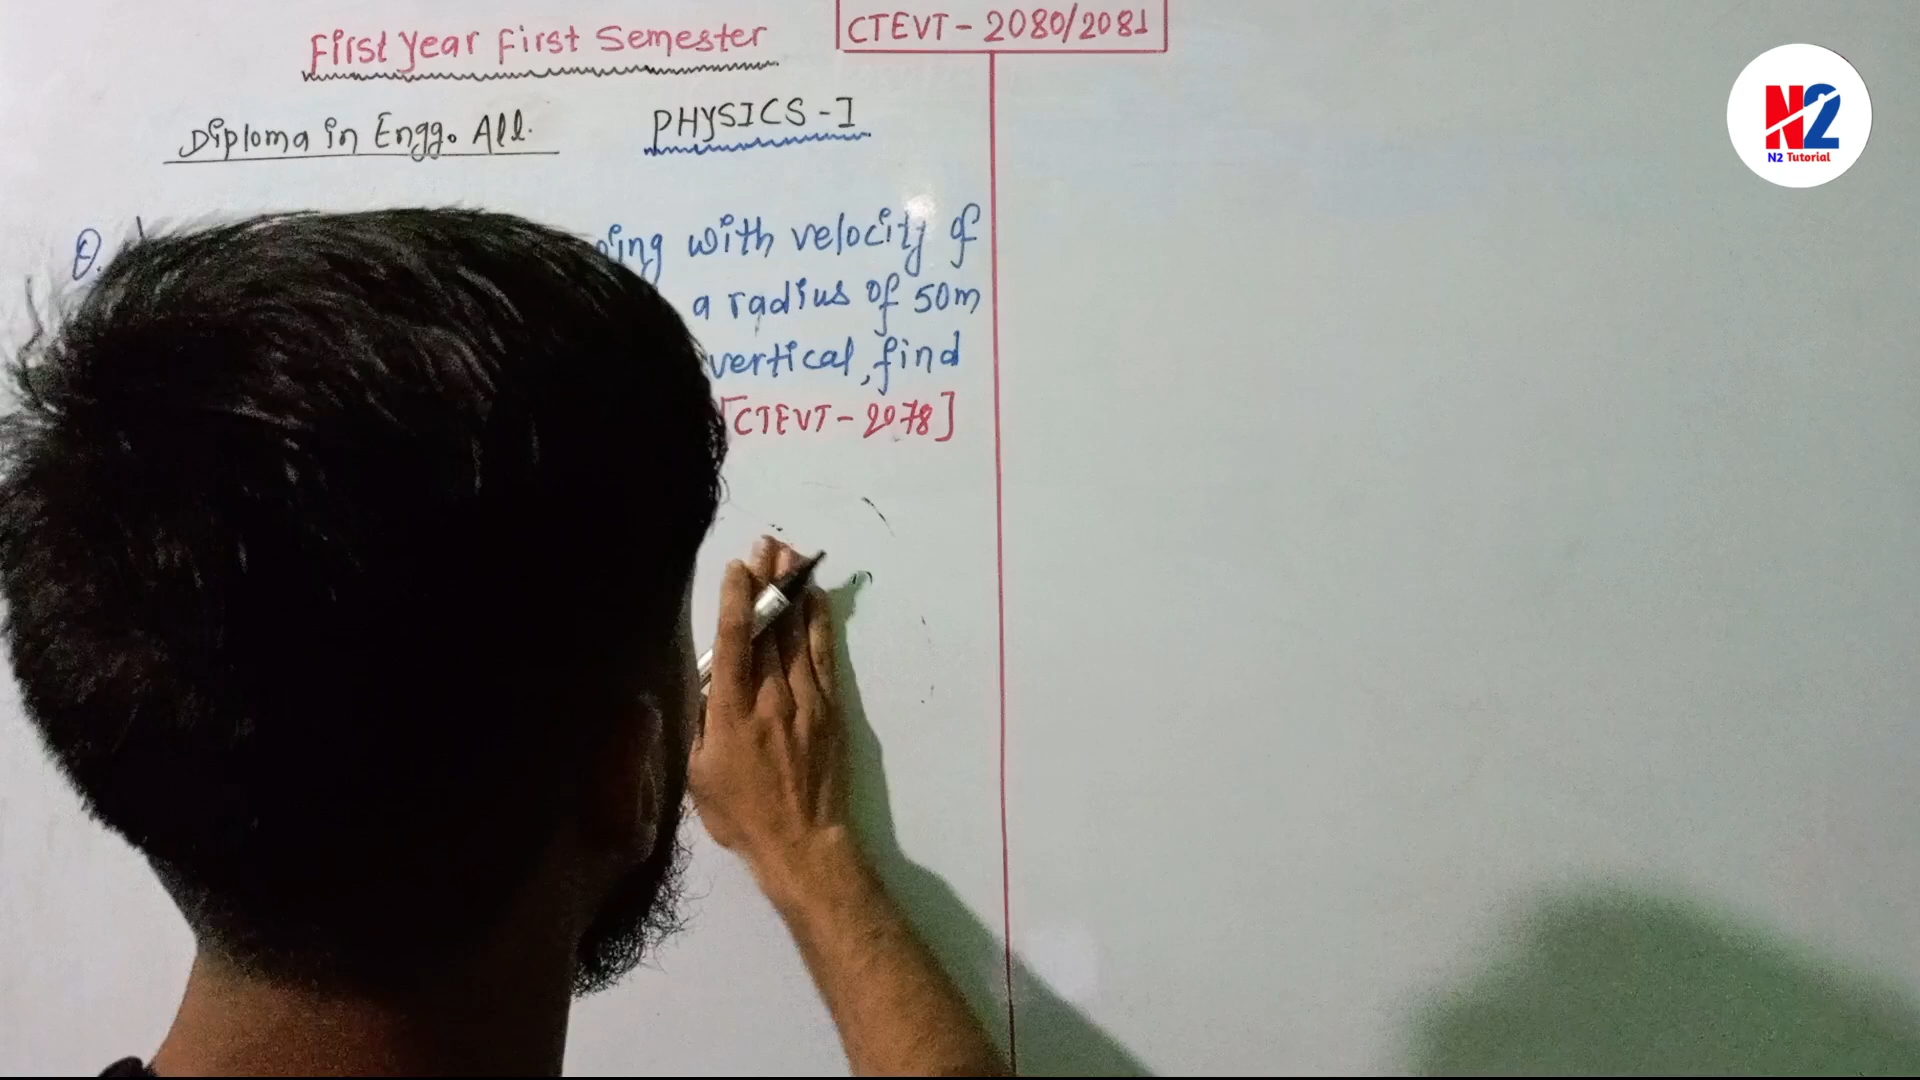 First Year First Semester
CTEVT - 2080/2081
Diploma in Engg. All.
PHYSICS - I
N2
N2 Tutorial
Q.
with velocity of
a radius of 50m
vertical, find
[CTEVT - 2078]